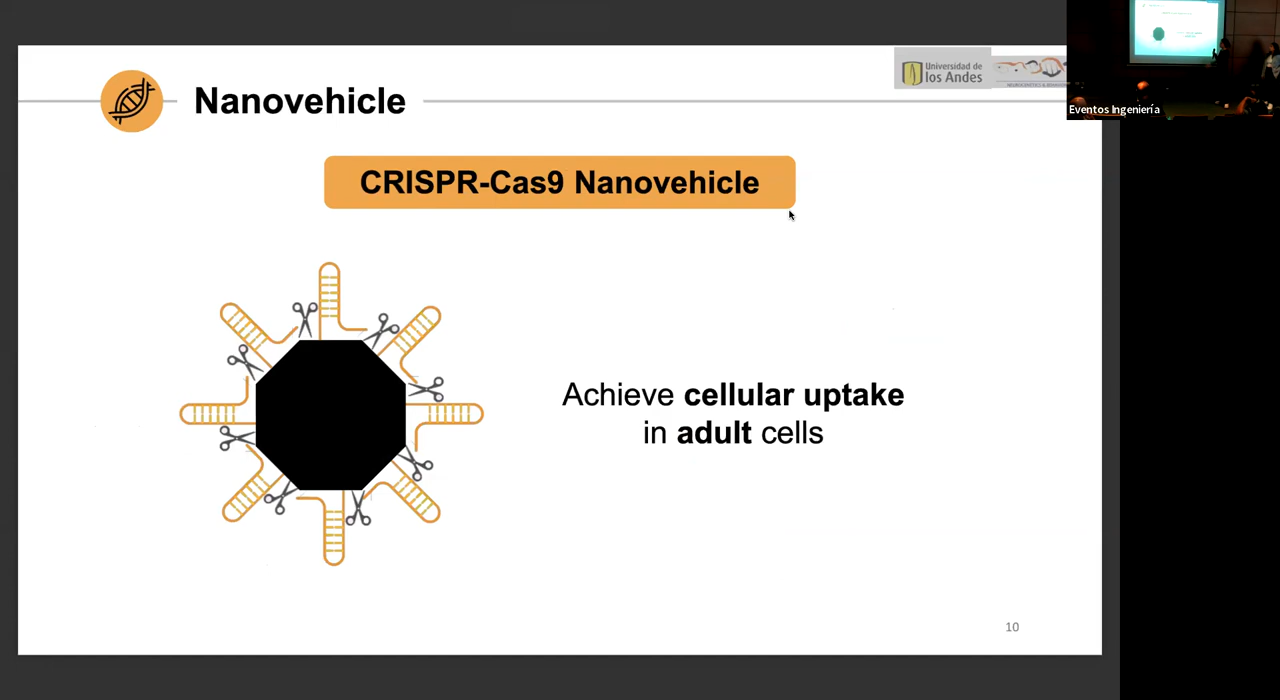 Universidad de
los Andes
Eventos Ingeniería
Nanovehicle
CRISPR-Cas9 Nanovehicle
Achieve cellular uptake
in adult cells
10